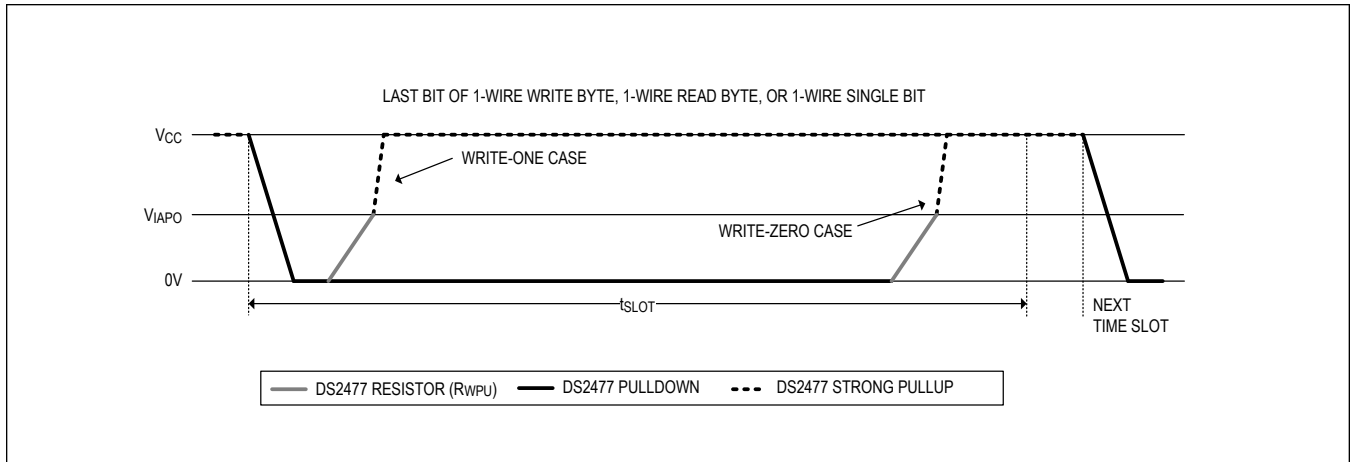 LAST BIT OF 1-WIRE WRITE BYTE, 1-WIRE READ BYTE, OR 1-WIRE SINGLE BIT
VCC
WRITE-ONE CASE
VIAPO
WRITE-ZERO CASE
0V
tSLOT
NEXT
TIME SLOT
DS2477 RESISTOR (RWPU) DS2477 PULLDOWN DS2477 STRONG PULLUP